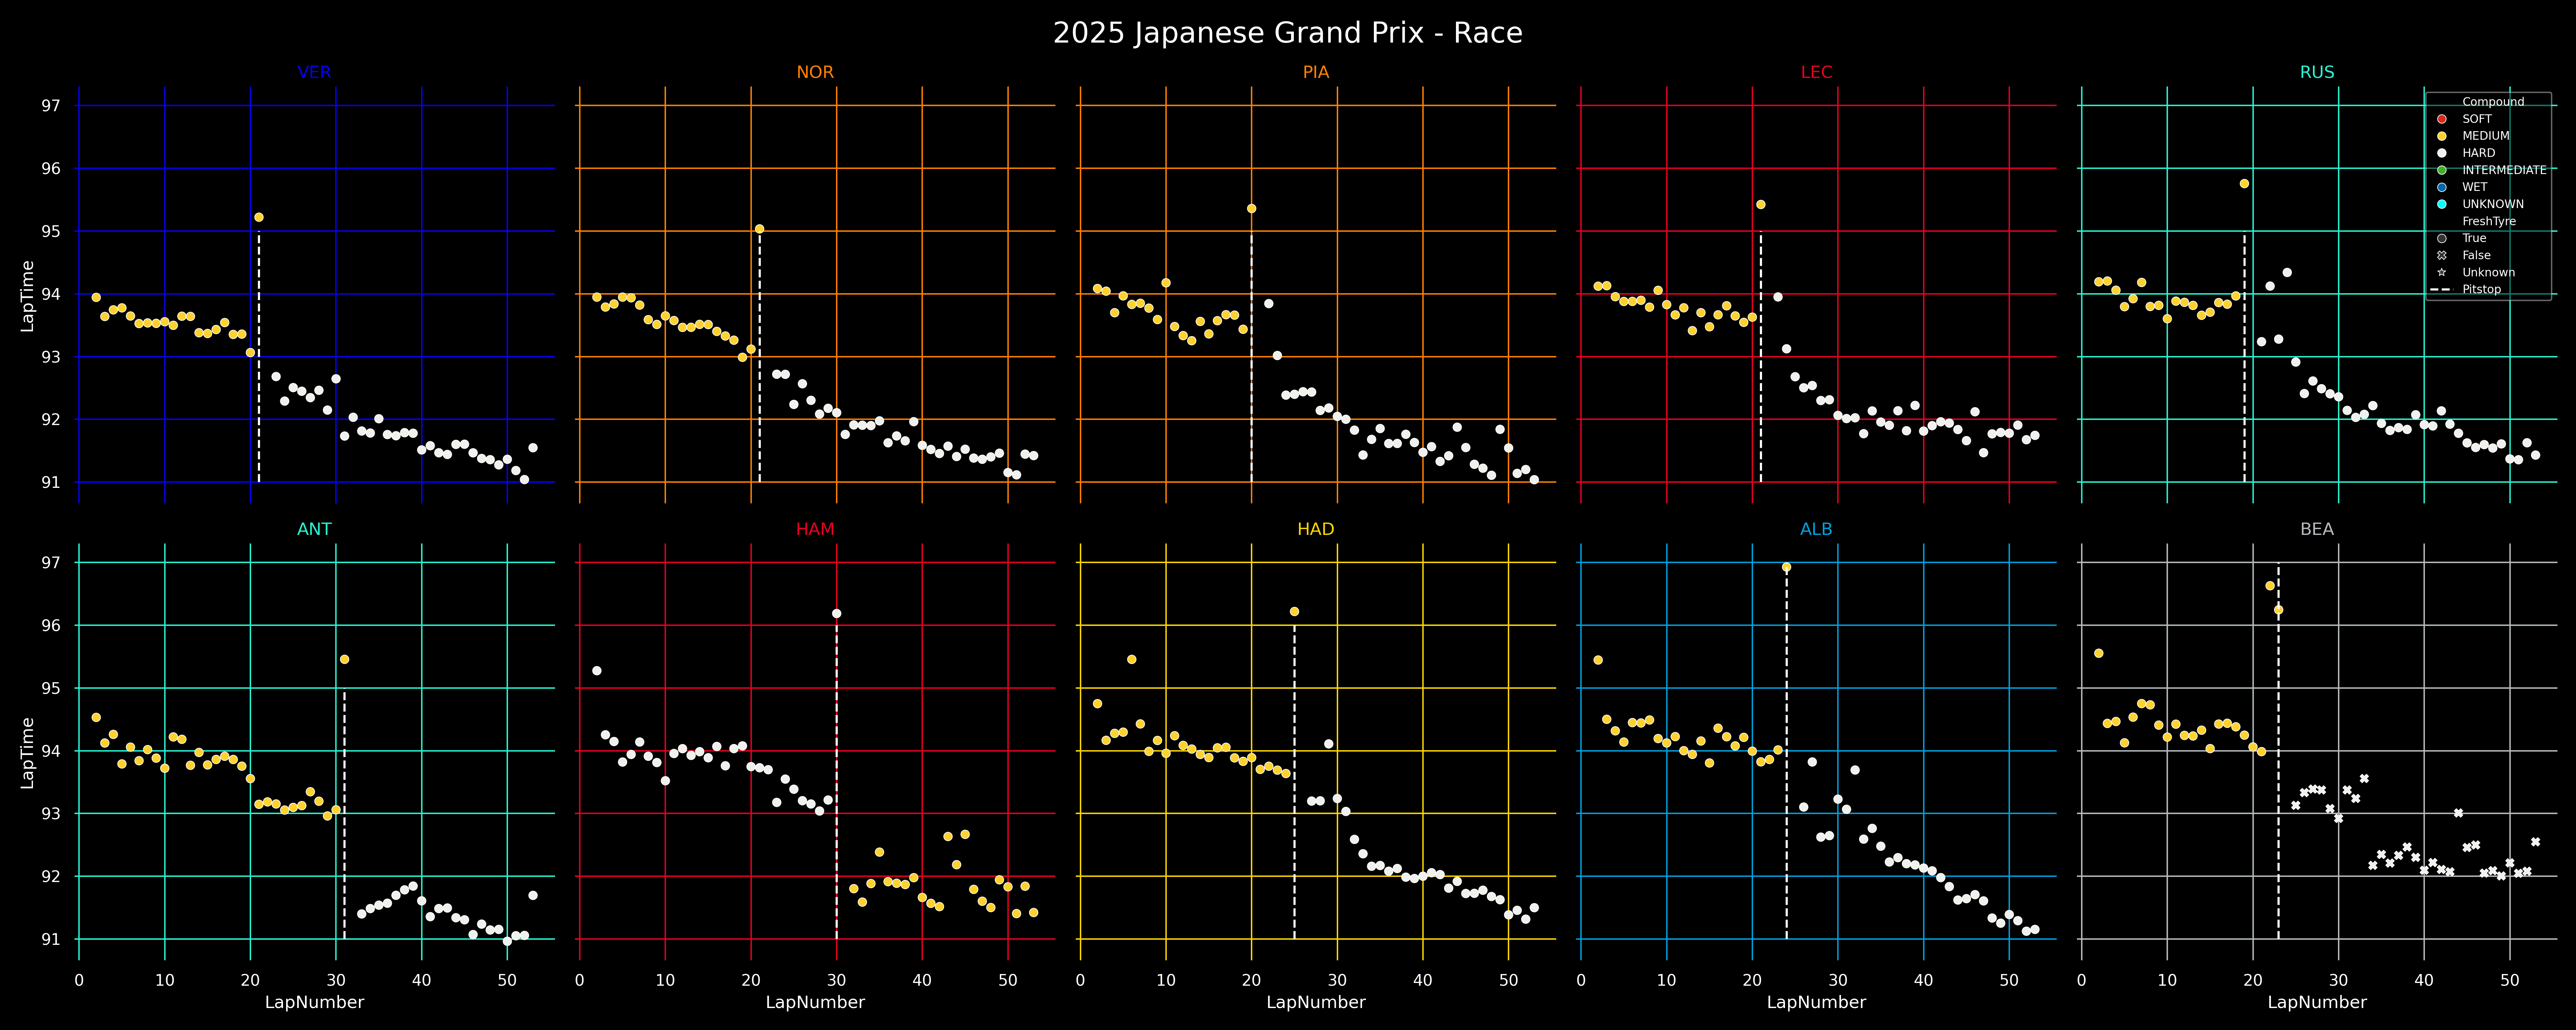 2025 Japanese Grand Prix - Race
VER
NOR
PIA
LEC
RUS
97
96
95
94
93
92
91
LapTime
Compound
SOFT
MEDIUM
HARD
INTERMEDIATE
WET
UNKNOWN
FreshTyre
True
False
Unknown
Pitstop
ANT
HAM
HAD
ALB
BEA
97
96
95
94
93
92
91
LapTime
0 10 20 30 40 50
0 10 20 30 40 50
0 10 20 30 40 50
0 10 20 30 40 50
0 10 20 30 40 50
LapNumber
LapNumber
LapNumber
LapNumber
LapNumber